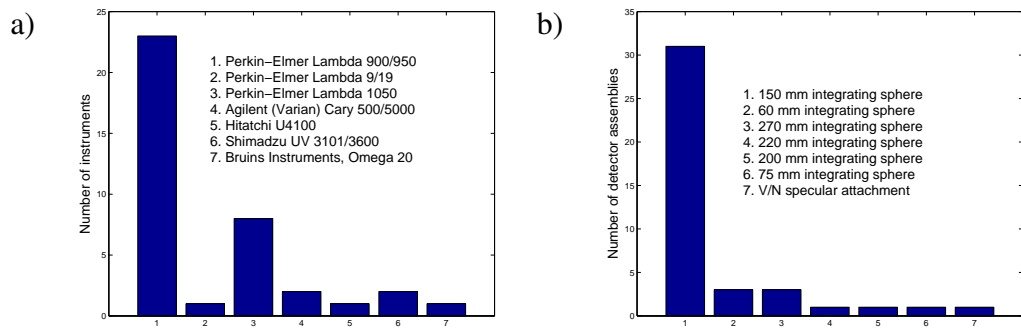 a)
25
20
15
10
5
0
Number of instruments
1. Perkin−Elmer Lambda 900/950
2. Perkin−Elmer Lambda 9/19
3. Perkin−Elmer Lambda 1050
4. Agilent (Varian) Cary 500/5000
5. Hitatchi U4100
6. Shimadzu UV 3101/3600
7. Bruins Instruments, Omega 20
1 2 3 4 5 6 7
b)
35
30
25
20
15
10
5
0
Number of detector assemblies
1. 150 mm integrating sphere
2. 60 mm integrating sphere
3. 270 mm integrating sphere
4. 220 mm integrating sphere
5. 200 mm integrating sphere
6. 75 mm integrating sphere
7. V/N specular attachment
1 2 3 4 5 6 7